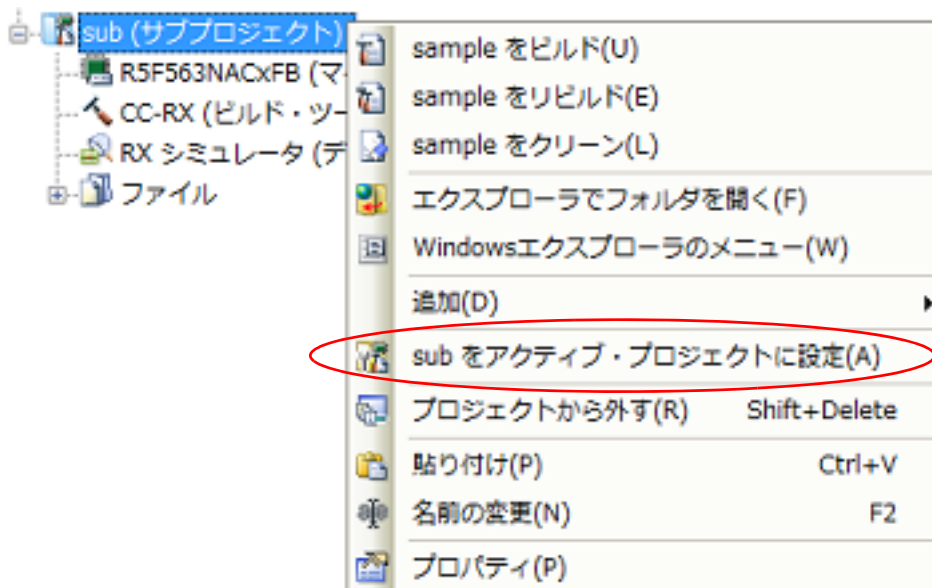 sub (サブプロジェクト)
R5F563NACxFB (マ
CC-RX (ビルド・ツー
RX シミュレータ (デ
ファイル
sample をビルド(U)
sample をリビルド(E)
sample をクリーン(L)
エクスプローラでフォルダを開く(F)
Windowsエクスプローラのメニュー(W)
追加(D)
sub をアクティブ・プロジェクトに設定(A)
プロジェクトから外す(R) Shift+Delete
貼り付け(P) Ctrl+V
名前の変更(N) F2
プロパティ(P)